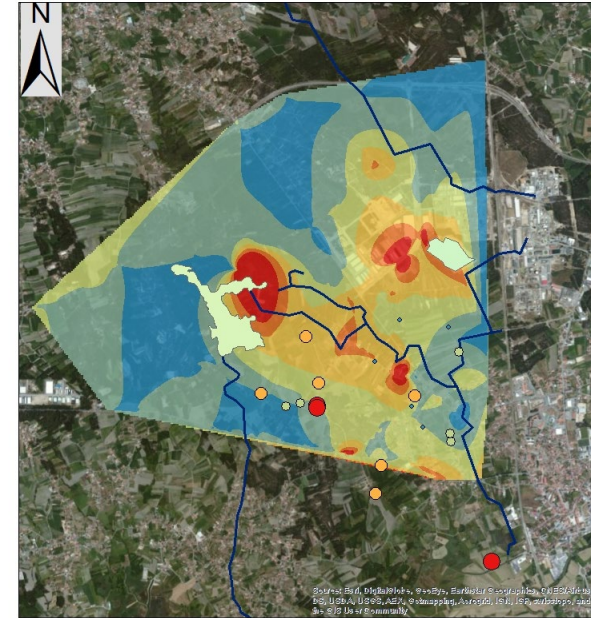 N
Source: Esri, DigitalGlobe, GeoEye, Earthstar Geographics, CNES/Airbus
DS, USDA, USGS, AEX, Getmapping, Aerogrid, IGN, IGP, swisstopo, and
the GIS User Community